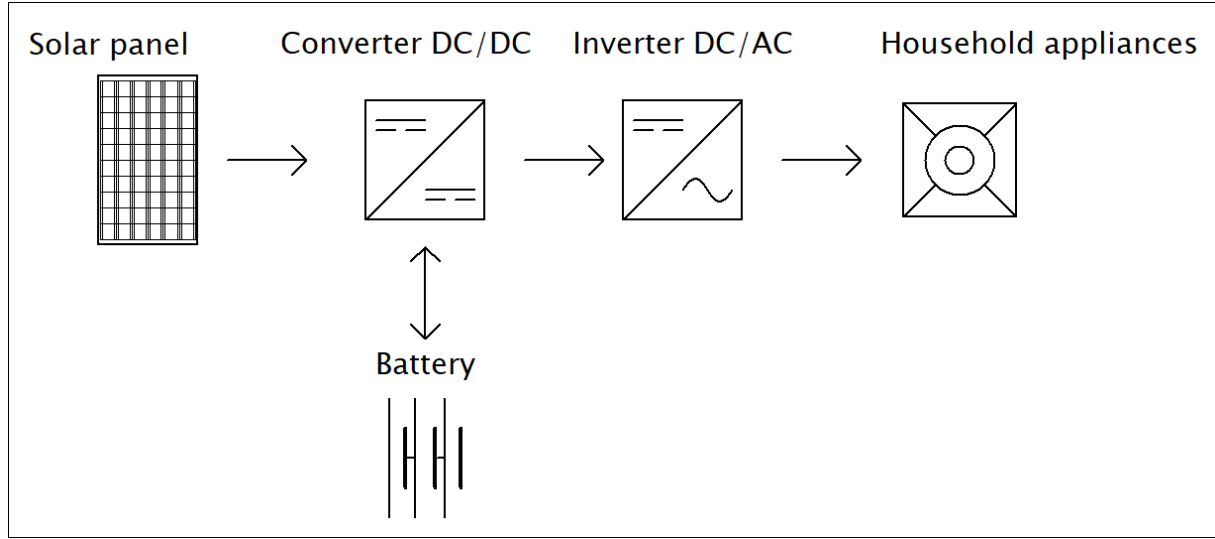 Solar panel
Converter DC/DC
Inverter DC/AC
Household appliances
Battery